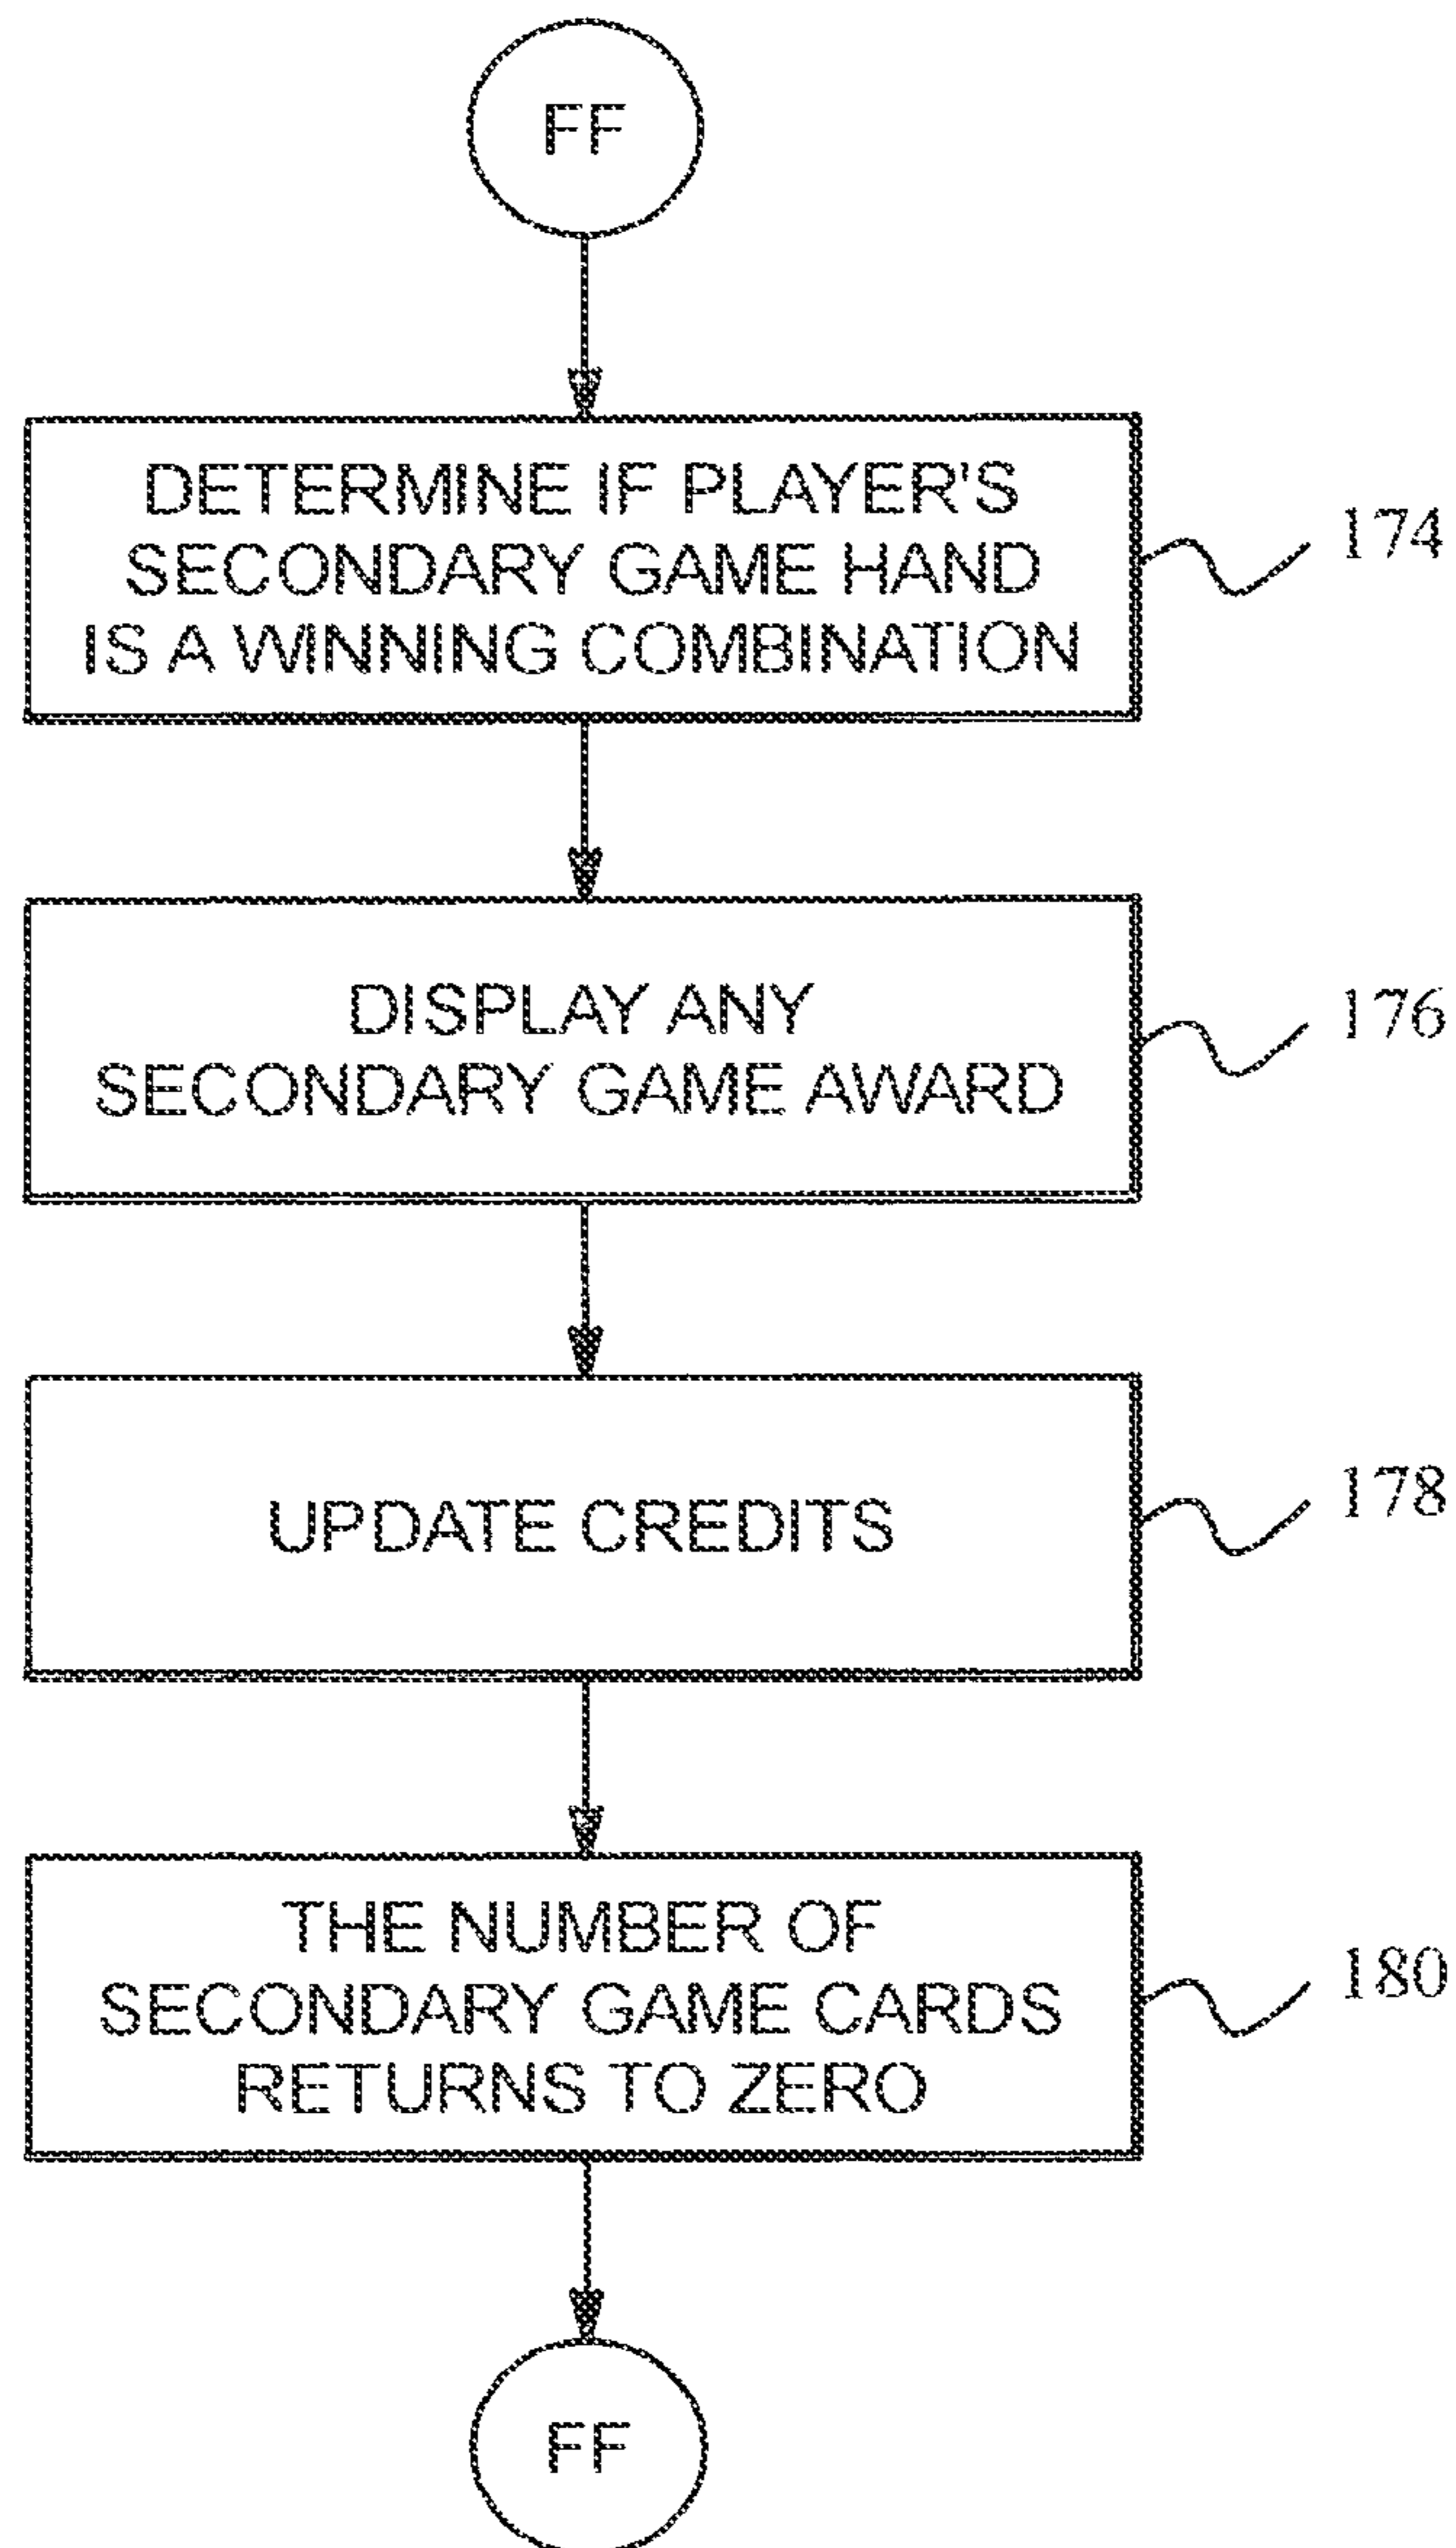 FF
DETERMINE IF PLAYER'S
SECONDARY GAME HAND
IS A WINNING COMBINATION
174
DISPLAY ANY
SECONDARY GAME AWARD
176
UPDATE CREDITS
178
THE NUMBER OF
SECONDARY GAME CARDS
RETURNS TO ZERO
180
FF